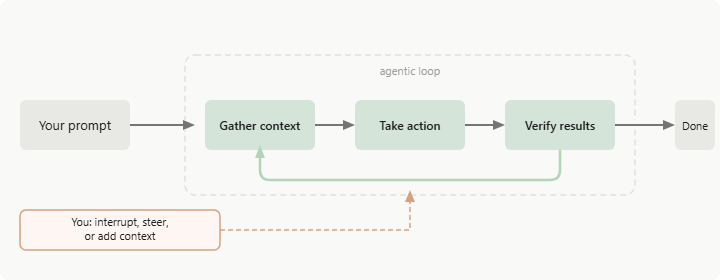 agentic loop
Your prompt
Gather context
Take action
Verify results
Done
You: interrupt, steer,
or add context